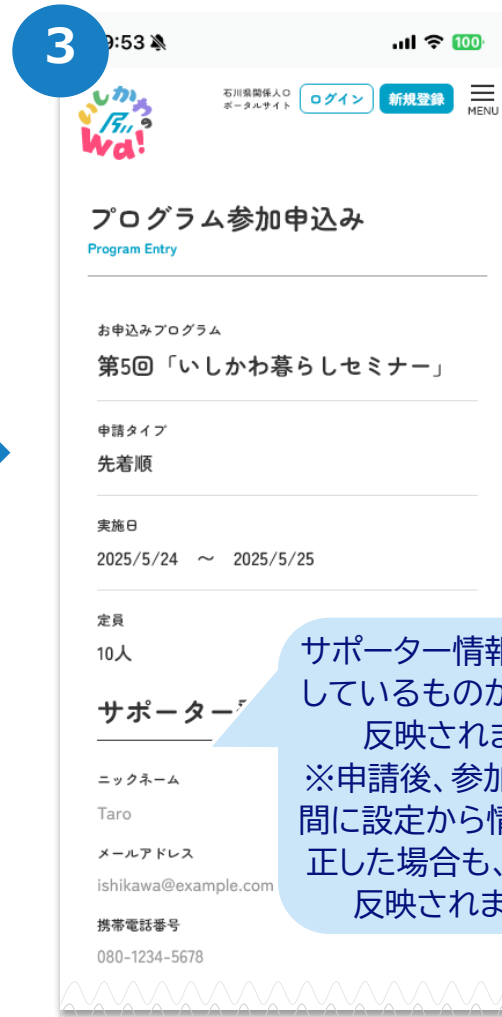 3
:53
100
いしかわの
Wa!
石川県関係人口
ポータルサイト
ログイン
新規登録
MENU
プログラム参加申込み
Program Entry
お申込みプログラム
第5回「いしかわ暮らしセミナー」
申請タイプ
先着順
実施日
2025/5/24 ～ 2025/5/25
定員
10人
サポーター
サポーター情報
しているものが
反映されま
※申請後、参加
間に設定から情
正した場合も、
反映されま
ニックネーム
Taro
メールアドレス
ishikawa@example.com
携帯電話番号
080-1234-5678